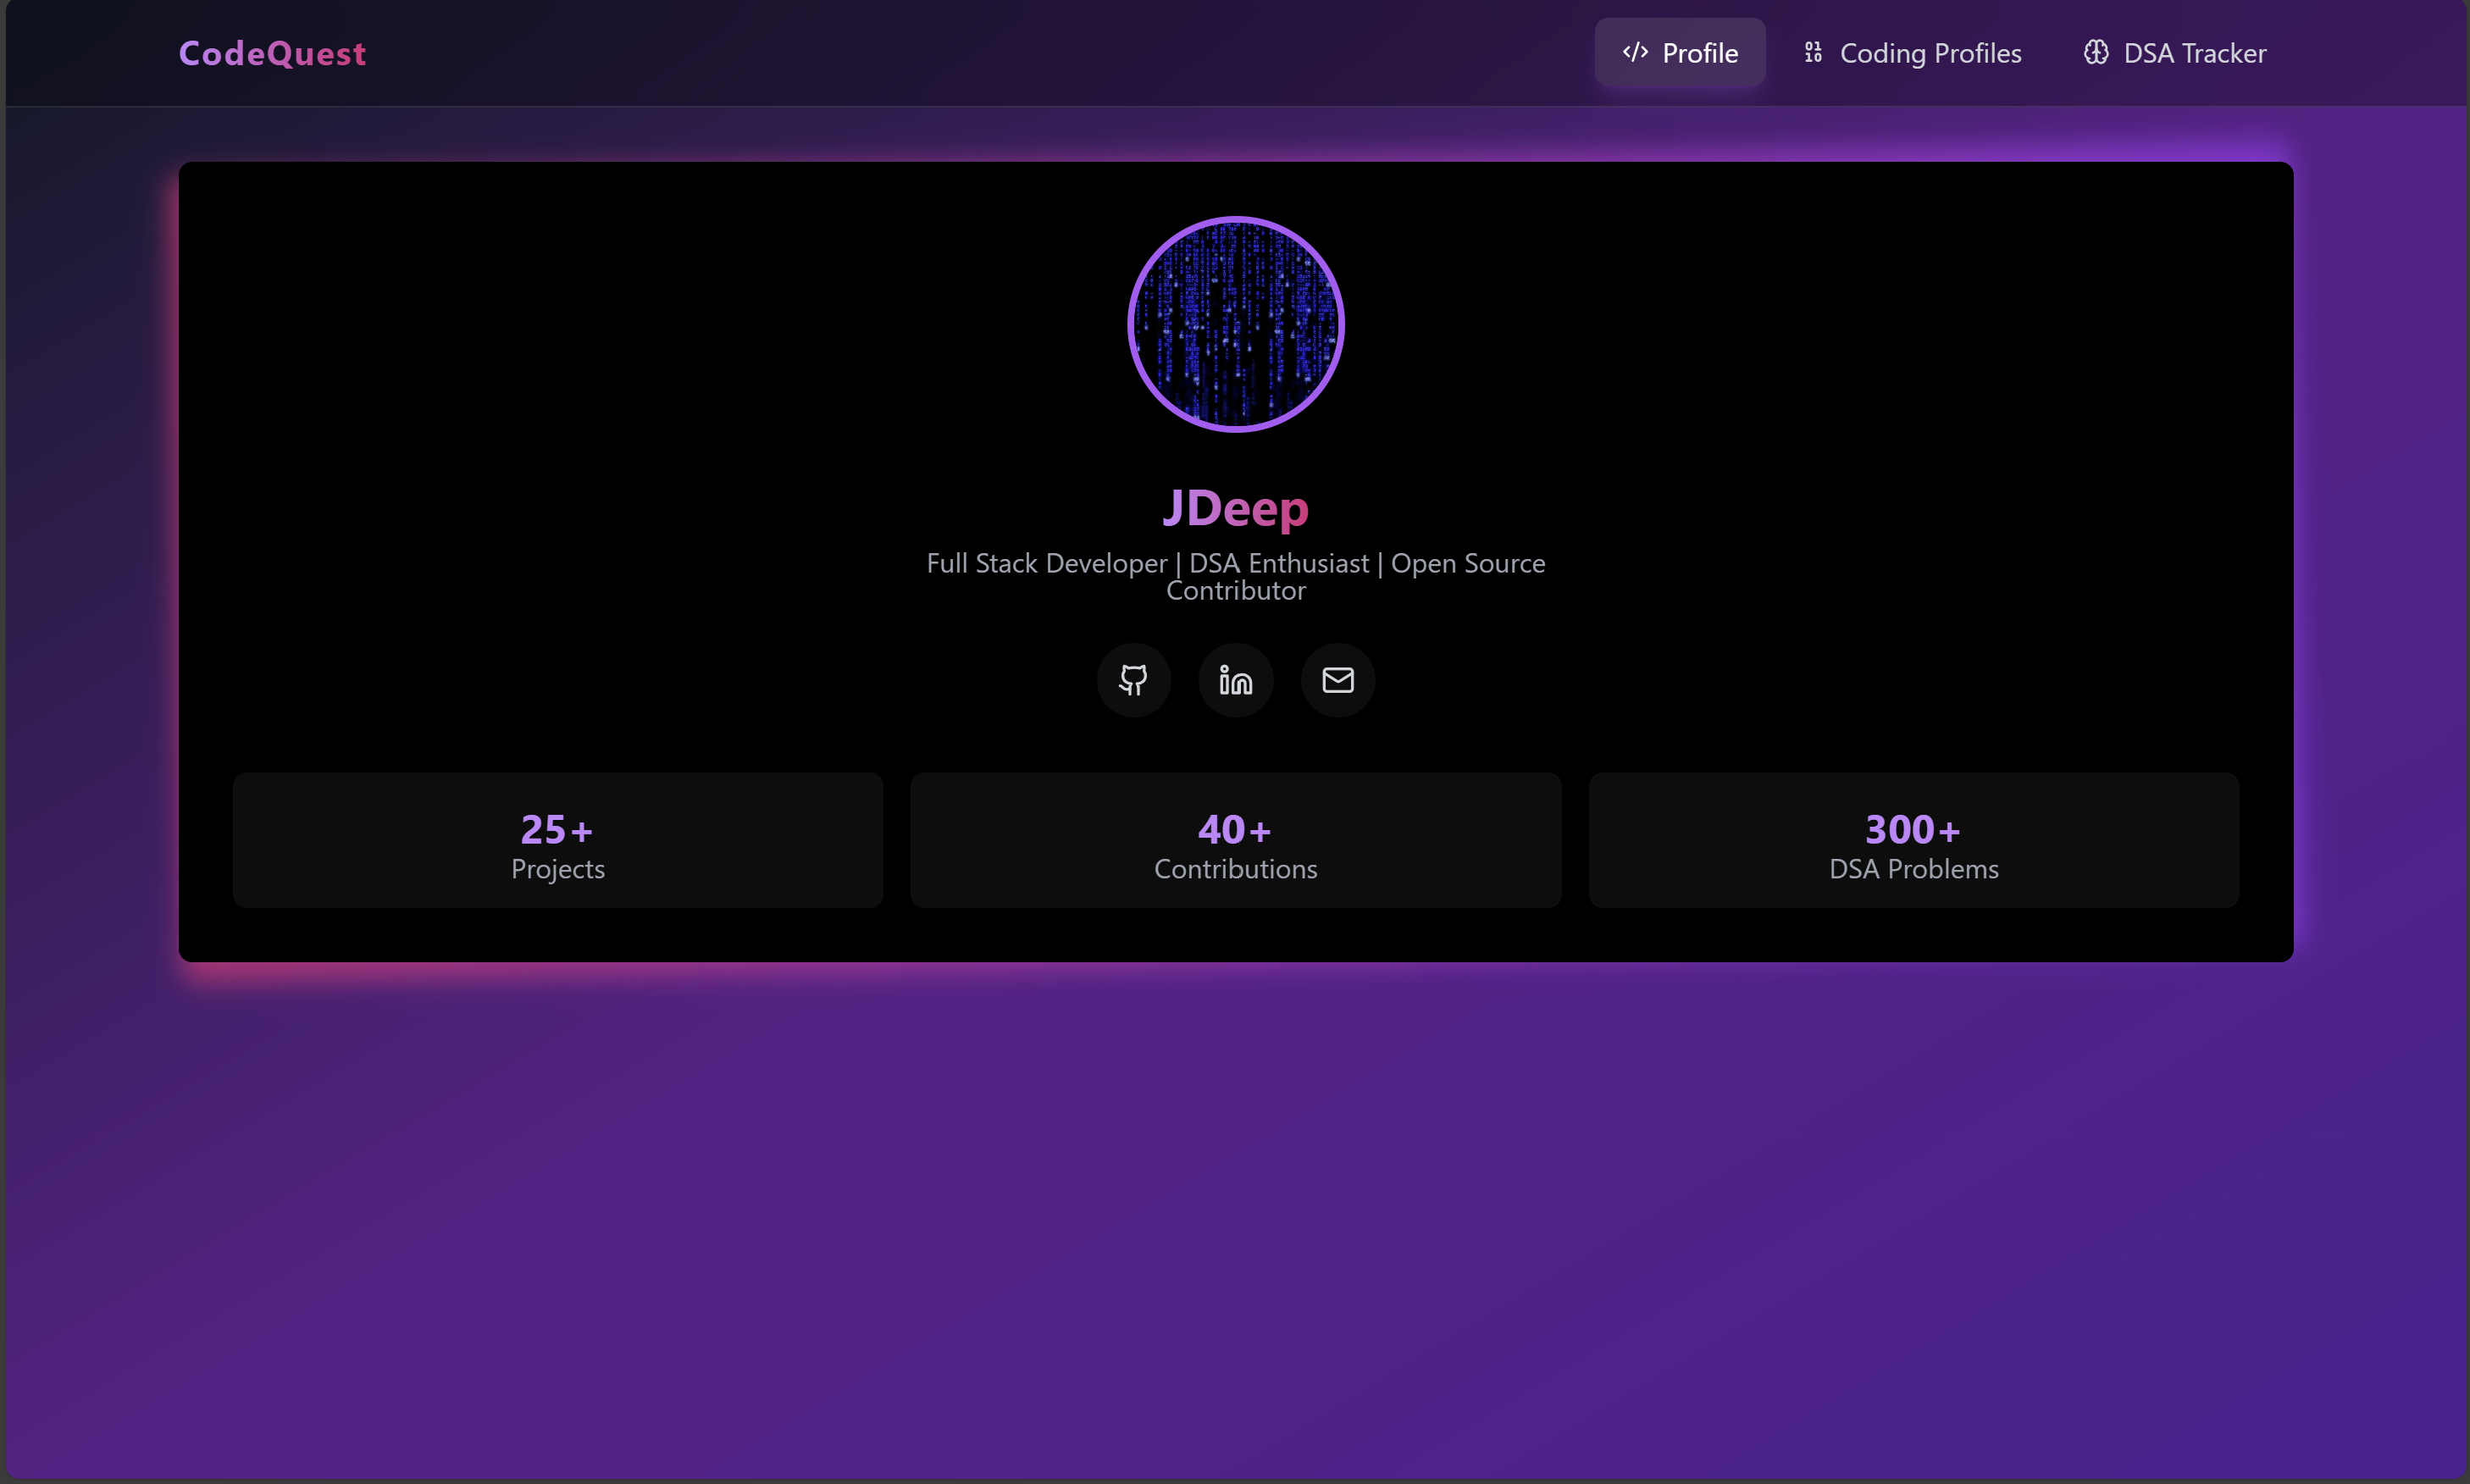 CodeQuest
Profile
Coding Profiles
DSA Tracker
JDeep
Full Stack Developer | DSA Enthusiast | Open Source
Contributor
25+
Projects
40+
Contributions
300+
DSA Problems